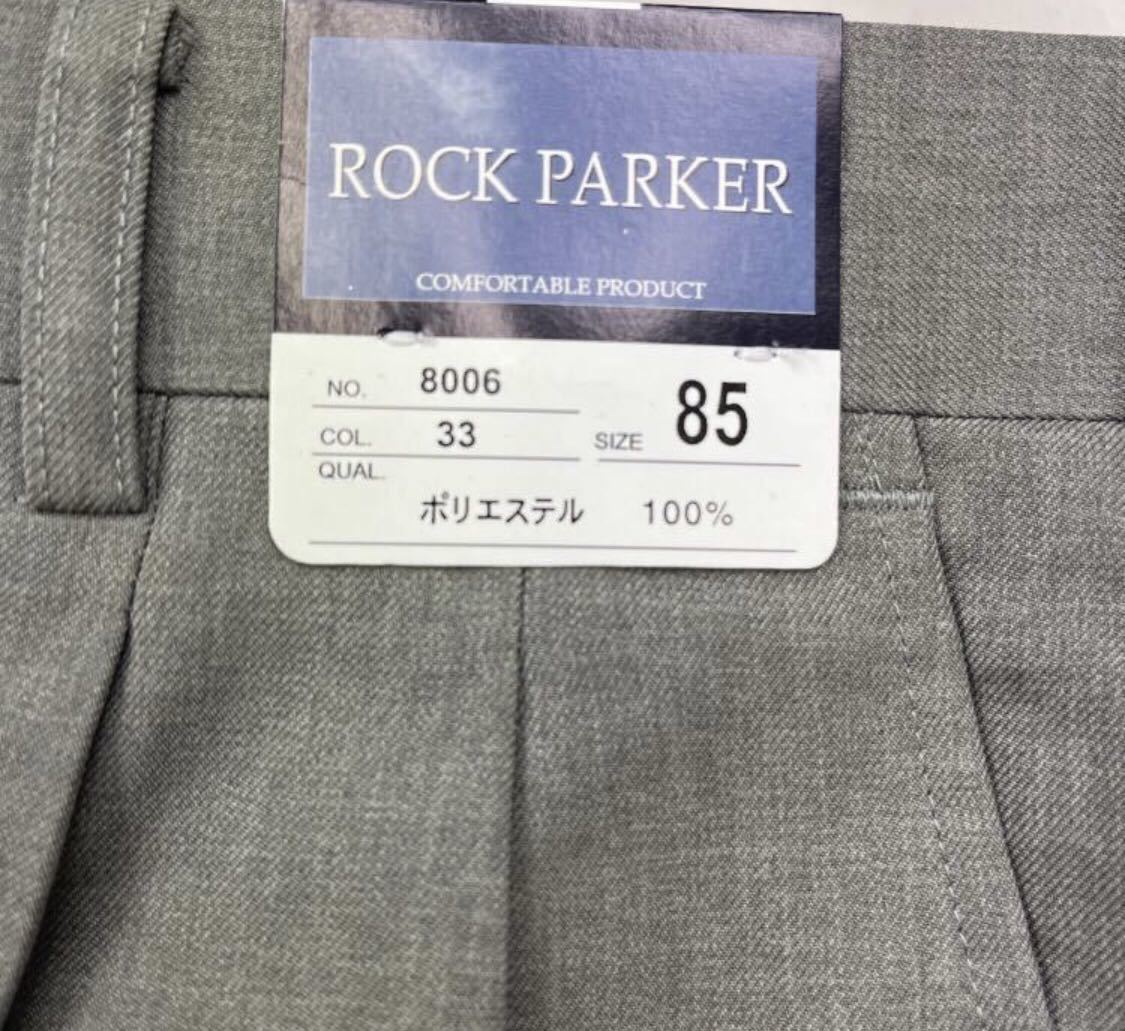 ROCK PARKER
COMFORTABLE PRODUCT
NO. 8006
COL. 33
SIZE 85
QUAL.
ポリエステル 100%